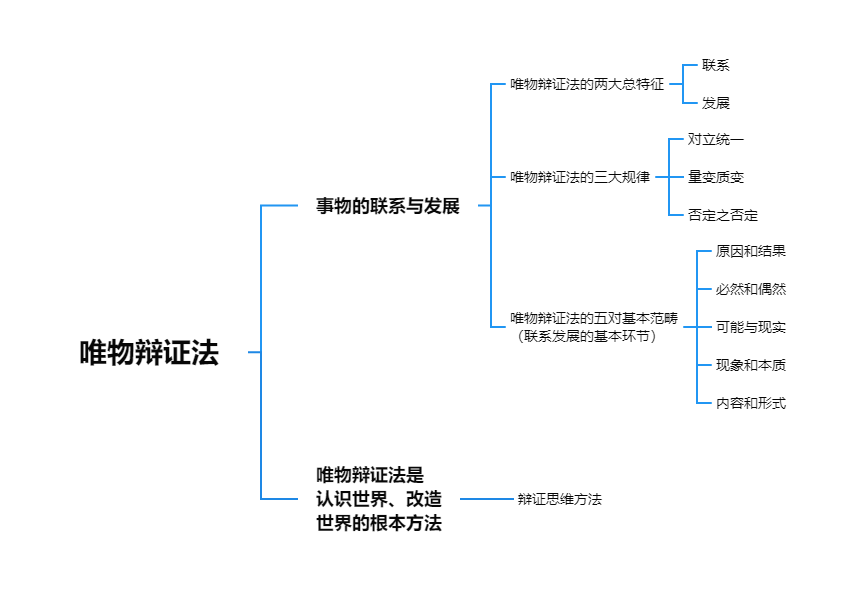 唯物辩证法
事物的联系与发展
唯物辩证法的两大总特征
联系
发展
唯物辩证法的三大规律
对立统一
量变质变
否定之否定
唯物辩证法的五对基本范畴
（联系发展的基本环节）
原因和结果
必然和偶然
可能与现实
现象和本质
内容和形式
唯物辩证法是
认识世界、改造
世界的根本方法
辩证思维方法